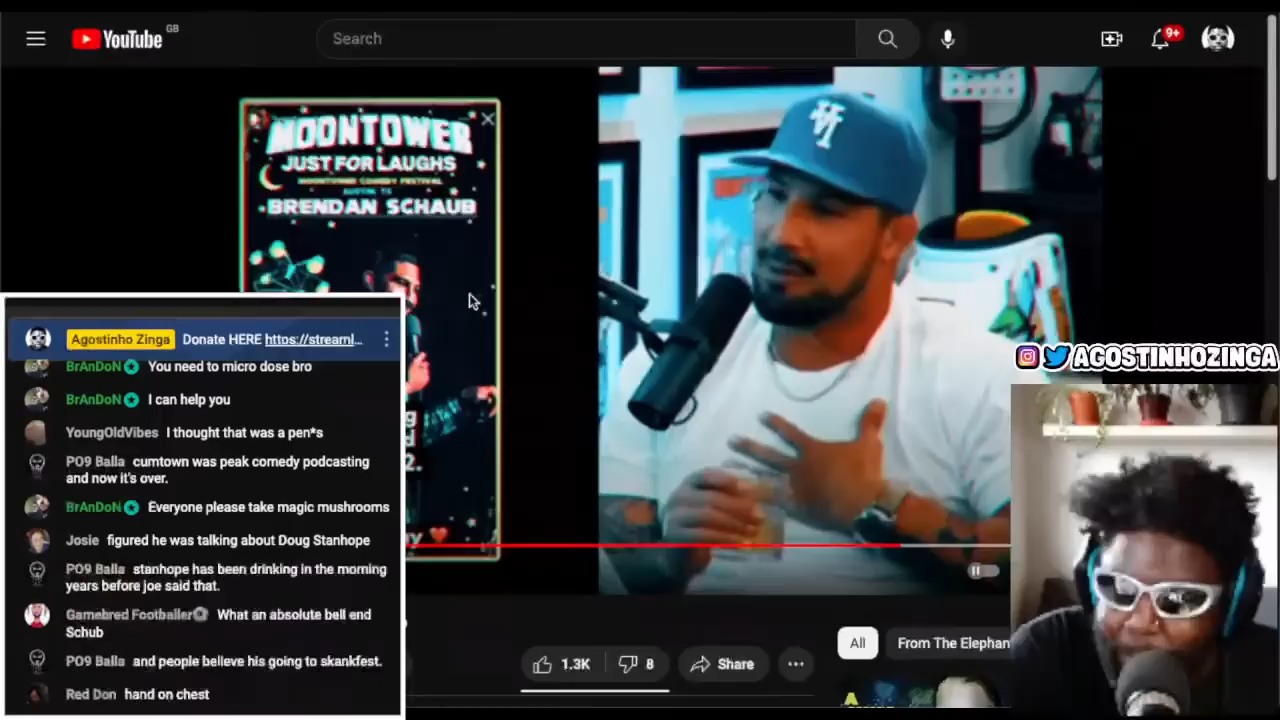 YouTube GB
Search
9+
MOONTOWER
JUST FOR LAUGHS
MOONTOWER COMEDY FESTIVAL
AUSTIN, TX
BRENDAN SCHAUB
Agostinho Zinga Donate HERE https://streaml...
BrAnDoN You need to micro dose bro
BrAnDoN I can help you
YoungOldVibes I thought that was a pen*s
PO9 Balla cumtown was peak comedy podcasting
and now it's over.
BrAnDoN Everyone please take magic mushrooms
Josie figured he was talking about Doug Stanhope
PO9 Balla stanhope has been drinking in the morning
years before joe said that.
Gamebred Footballer What an absolute bell end
Schub
PO9 Balla and people believe his going to skankfest.
Red Don hand on chest
AGOSTINHOZINGA
1.3K
8
Share
All
From The Elephan